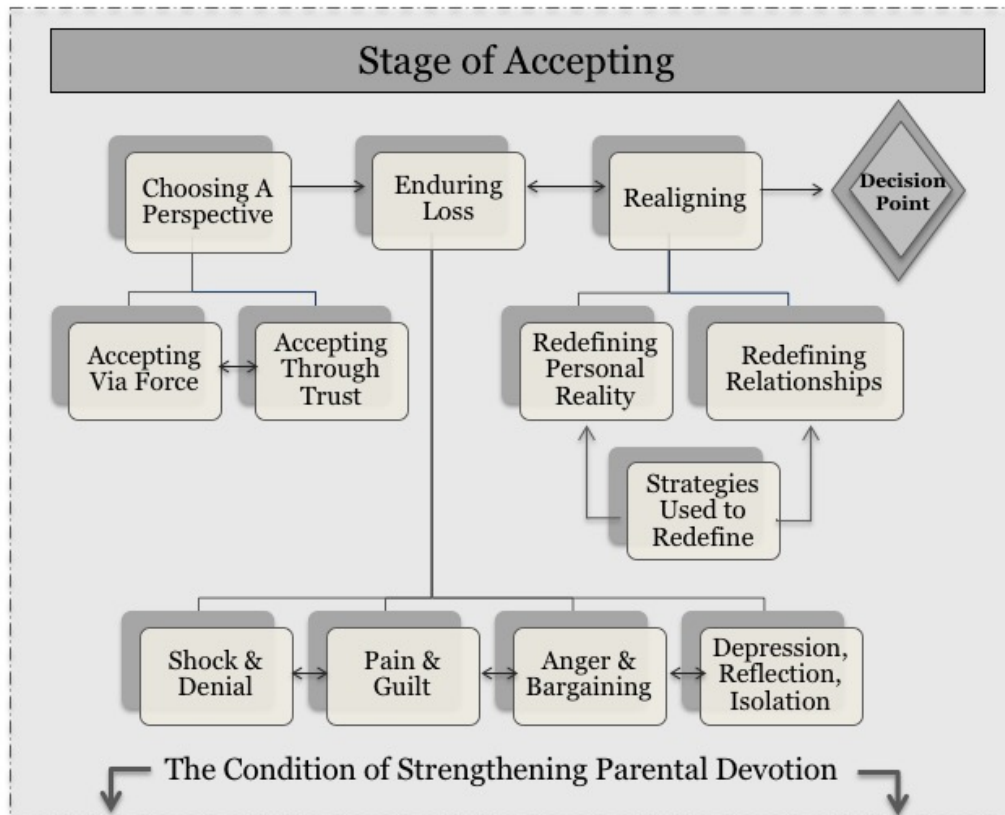 Stage of Accepting
Choosing A
Perspective
Enduring
Loss
Realigning
Decision
Point
Accepting
Via Force
Accepting
Through
Trust
Redefining
Personal
Reality
Redefining
Relationships
Strategies
Used to
Redefine
Shock &
Denial
Pain &
Guilt
Anger &
Bargaining
Depression,
Reflection,
Isolation
The Condition of Strengthening Parental Devotion